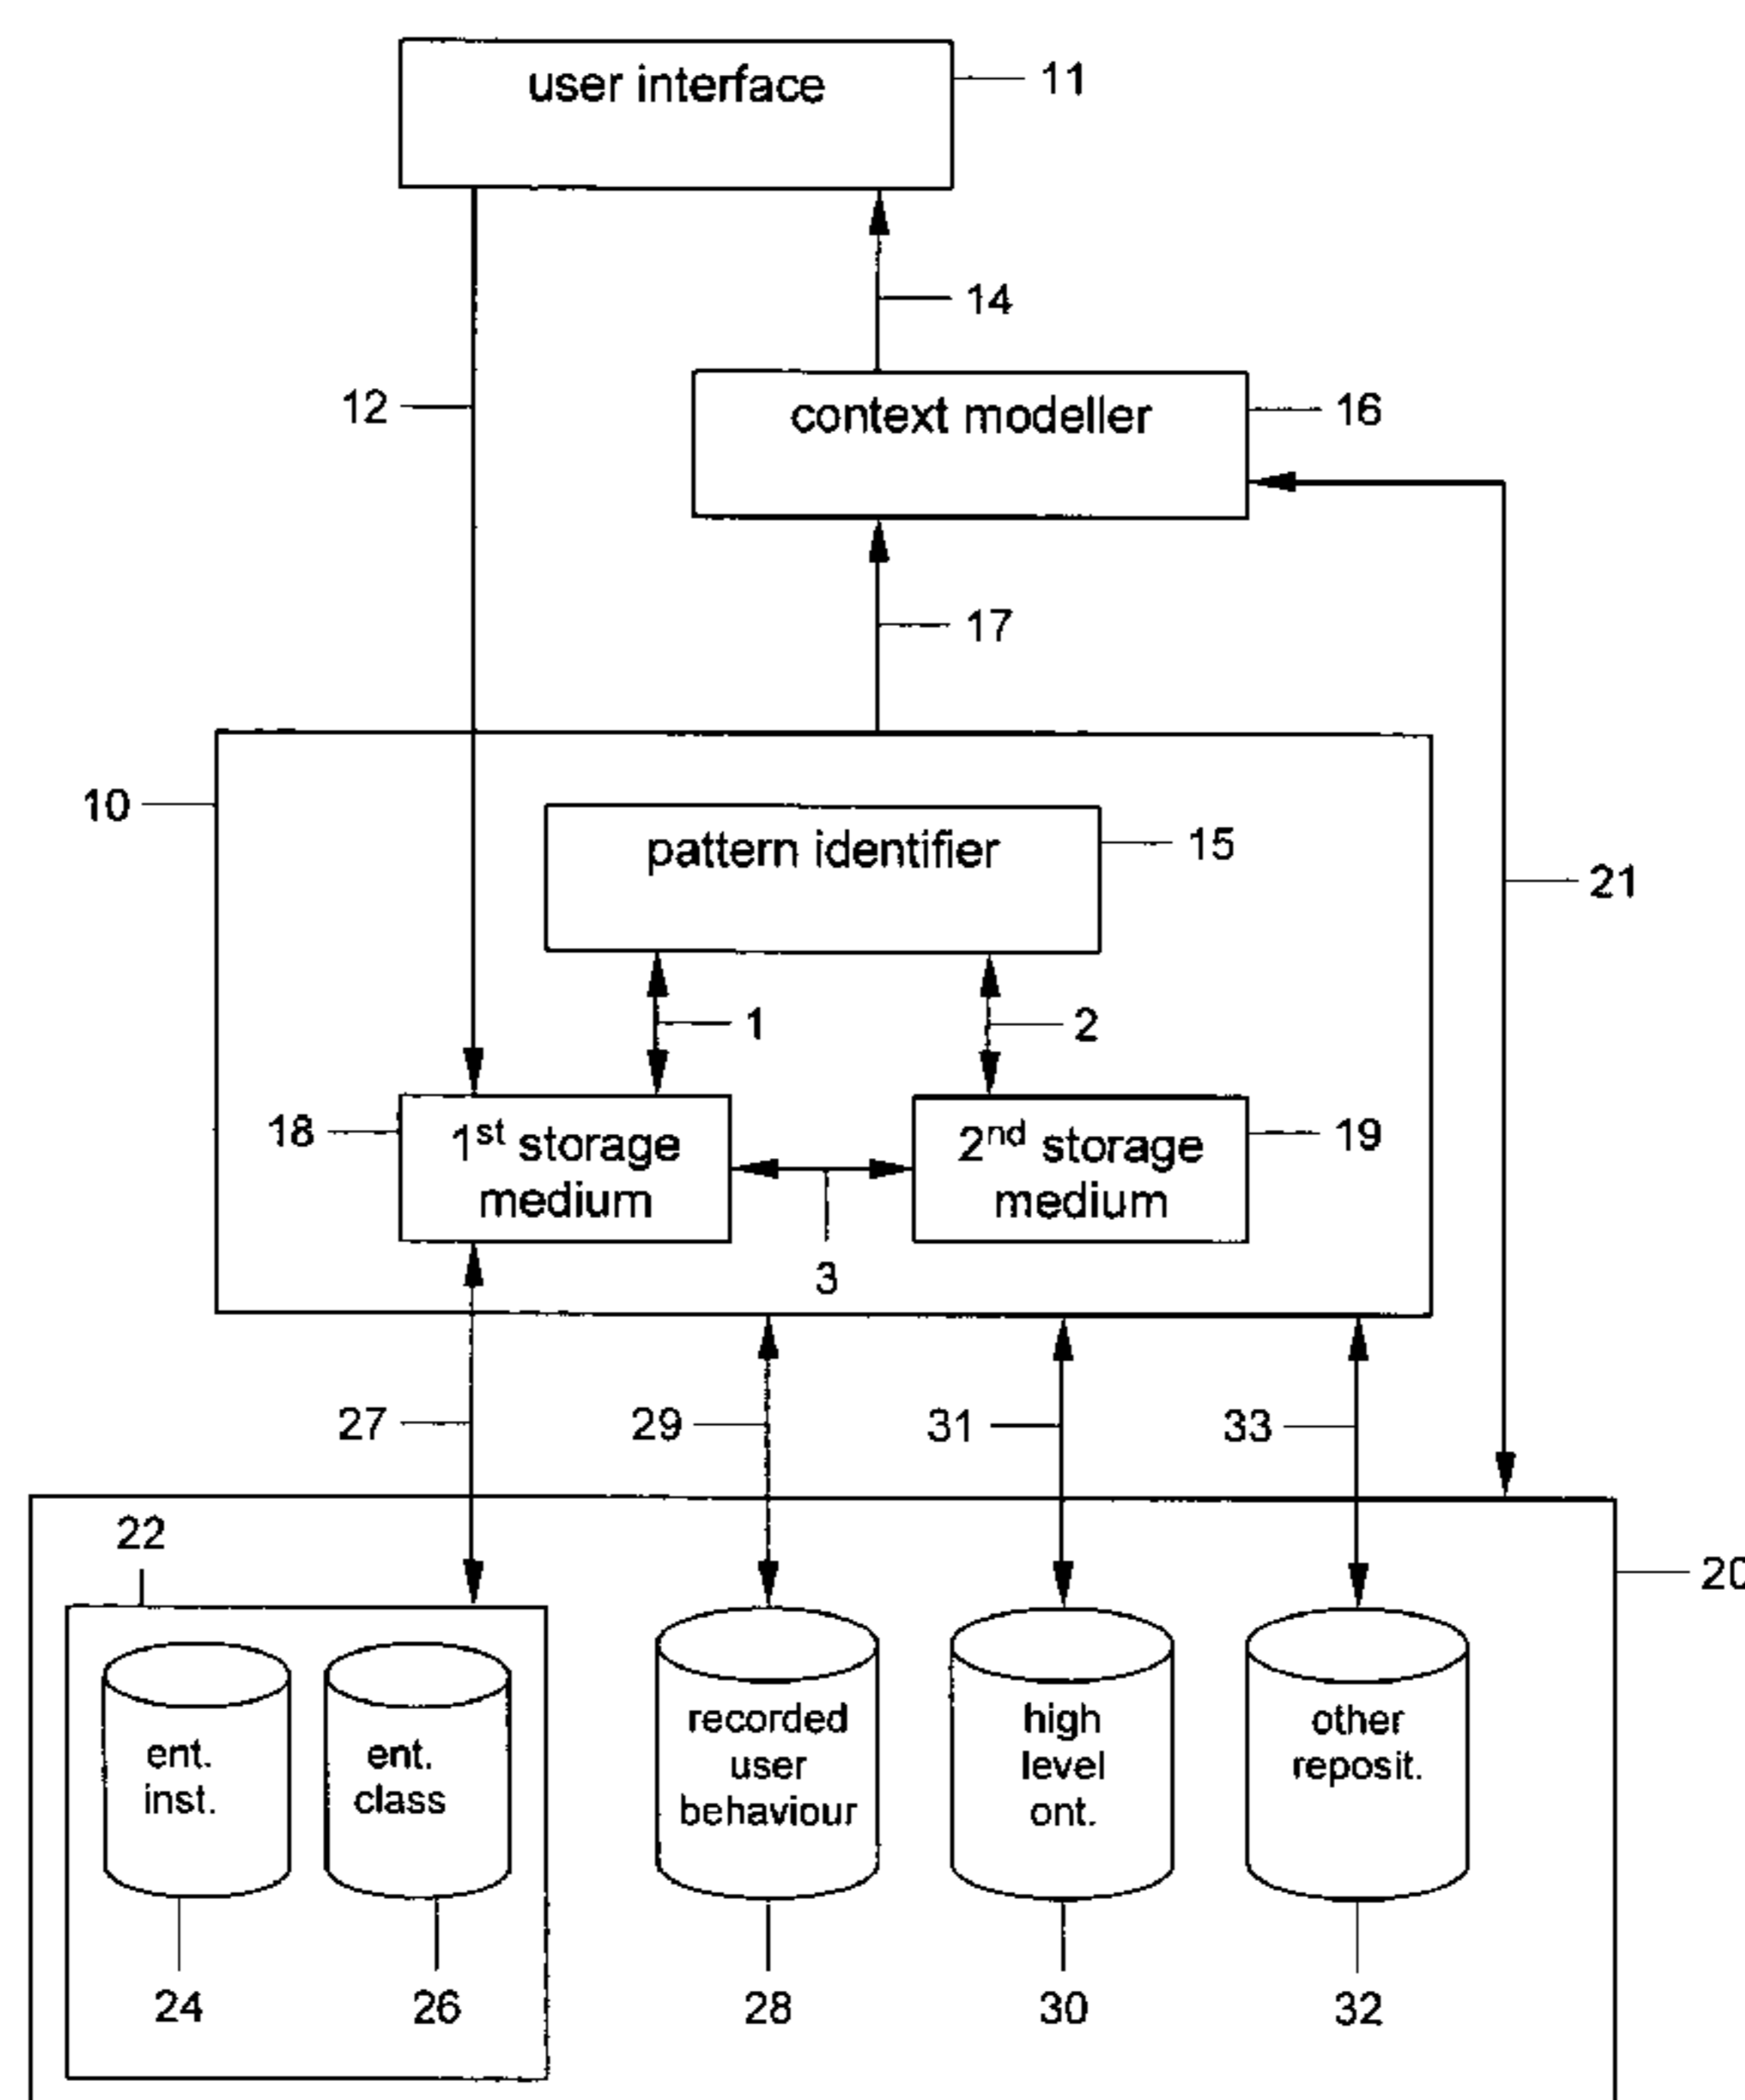 user interface
11
14
12
context modeller
16
17
10
pattern identifier
15
21
1
2
18
1st storage
medium
2nd storage
medium
19
3
27
29
31
33
22
20
ent.
inst.
ent.
class
recorded
user
behaviour
high
level
ont.
other
reposit.
24
26
28
30
32